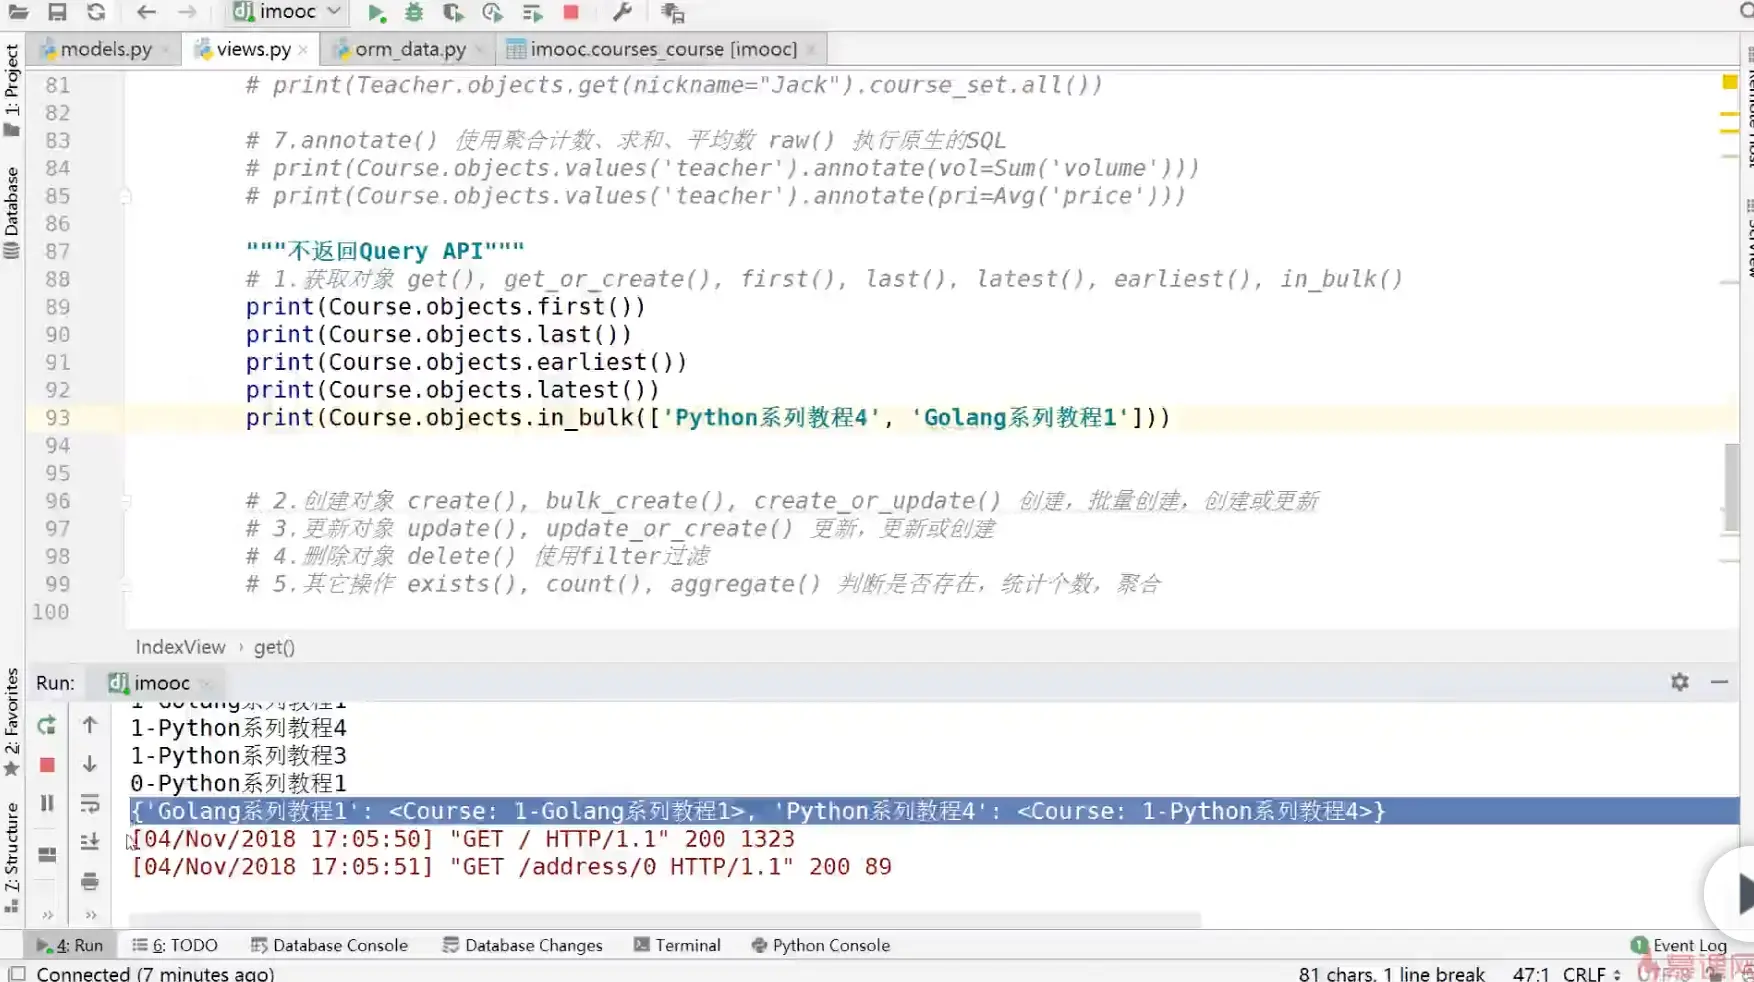 imooc
models.py
views.py
orm_data.py
imooc.courses_course [imooc]
1: Project
Database
2: Favorites
7: Structure
81 # print(Teacher.objects.get(nickname="Jack").course_set.all())
82
83 # 7.annotate() 使用聚合计数、求和、平均数 raw() 执行原生的SQL
84 # print(Course.objects.values('teacher').annotate(vol=Sum('volume')))
85 # print(Course.objects.values('teacher').annotate(pri=Avg('price')))
86
87 """不返回Query API"""
88 # 1.获取对象 get(), get_or_create(), first(), last(), latest(), earliest(), in_bulk()
89 print(Course.objects.first())
90 print(Course.objects.last())
91 print(Course.objects.earliest())
92 print(Course.objects.latest())
93 print(Course.objects.in_bulk(['Python系列教程4', 'Golang系列教程1']))
94
95
96 # 2.创建对象 create(), bulk_create(), create_or_update() 创建，批量创建，创建或更新
97 # 3.更新对象 update(), update_or_create() 更新，更新或创建
98 # 4.删除对象 delete() 使用filter过滤
99 # 5.其它操作 exists(), count(), aggregate() 判断是否存在，统计个数，聚合
100
IndexView › get()
Run: imooc
1-Golang系列教程1
1-Python系列教程4
1-Python系列教程3
0-Python系列教程1
{'Golang系列教程1': <Course: 1-Golang系列教程1>, 'Python系列教程4': <Course: 1-Python系列教程4>}
[04/Nov/2018 17:05:50] "GET / HTTP/1.1" 200 1323
[04/Nov/2018 17:05:51] "GET /address/0 HTTP/1.1" 200 89
4: Run 6: TODO Database Console Database Changes Terminal Python Console 1 Event Log
Connected (7 minutes ago) 81 chars, 1 line break 47:1 CRLF
慕课网